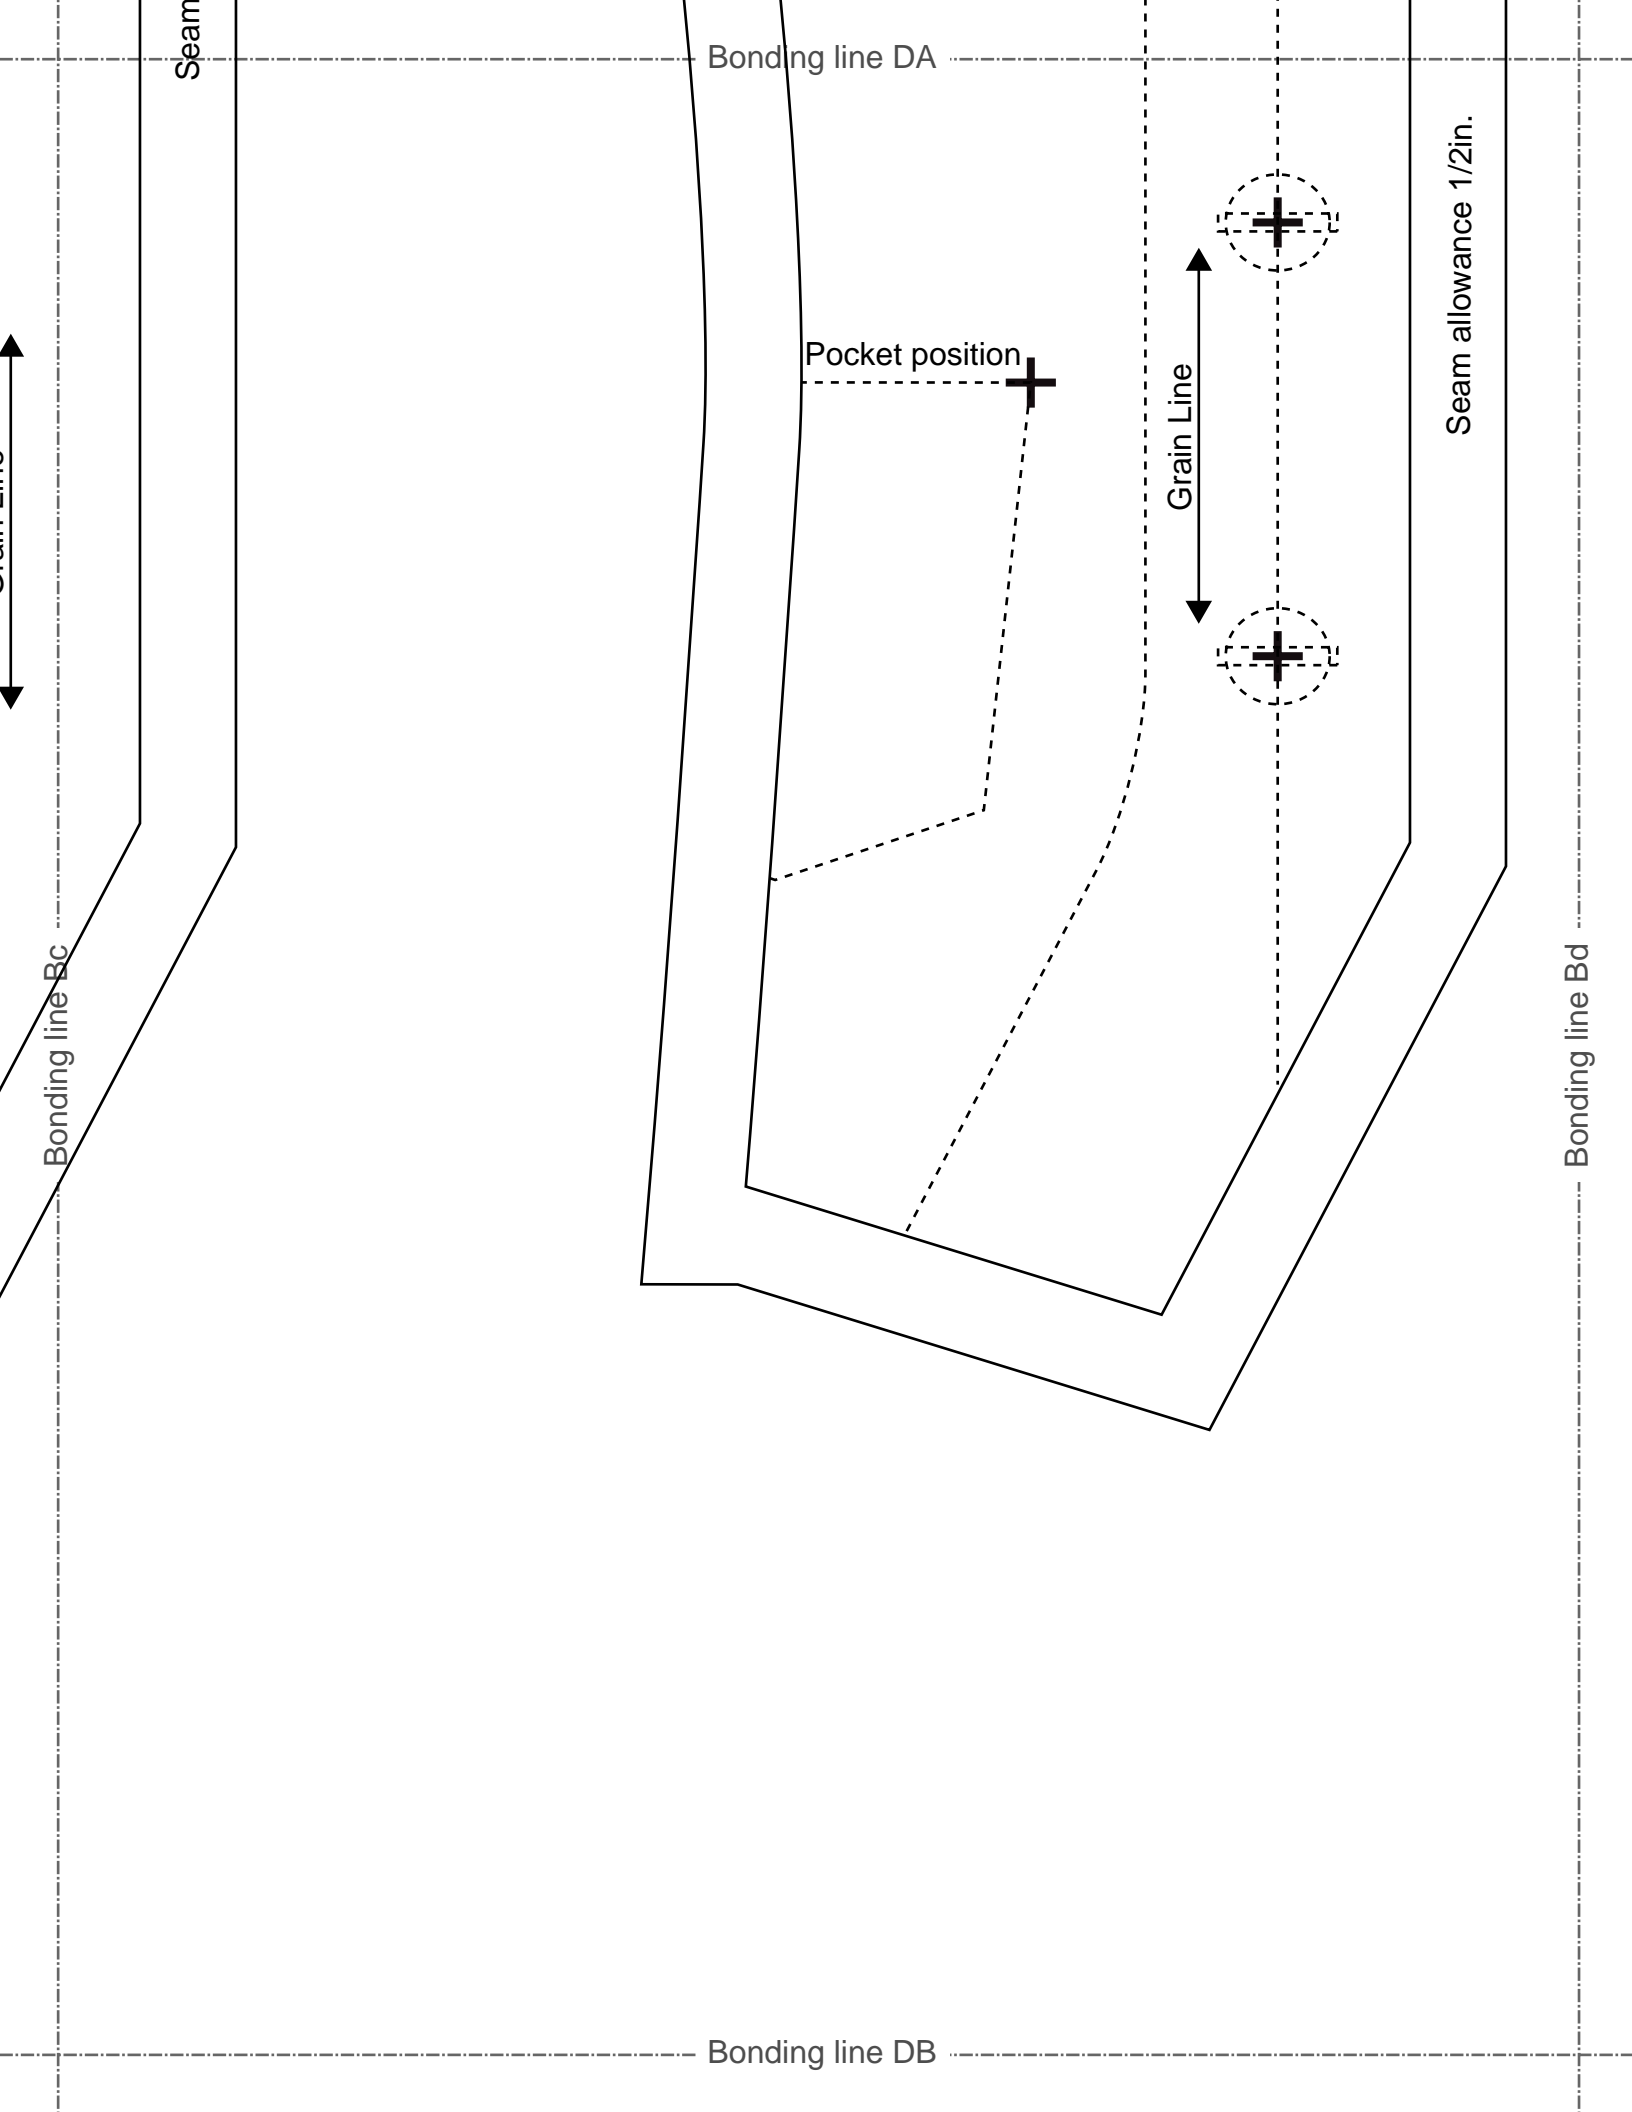 Seam
Bonding line DA
Seam allowance 1/2in.
Pocket position
Grain Line
Bonding line Bc
Bonding line Bd
Bonding line DB